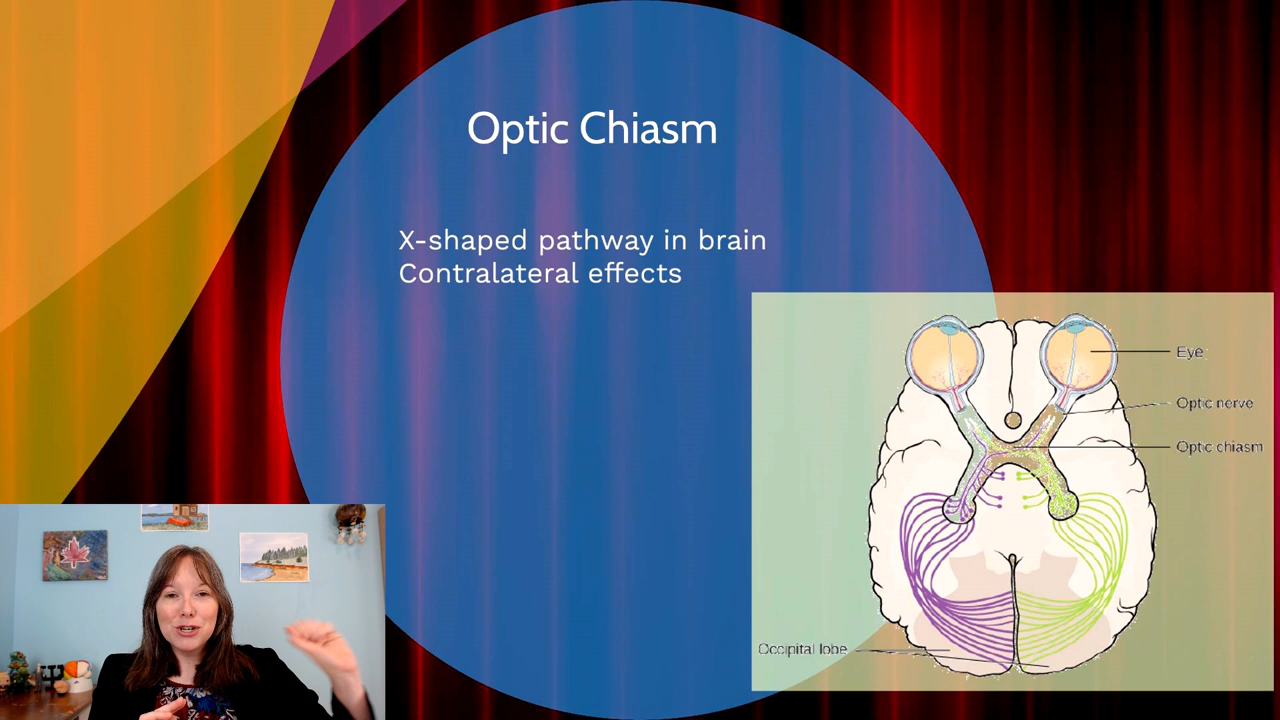 Optic Chiasm
X-shaped pathway in brain
Contralateral effects
Eye
Optic nerve
Optic chiasm
Occipital lobe